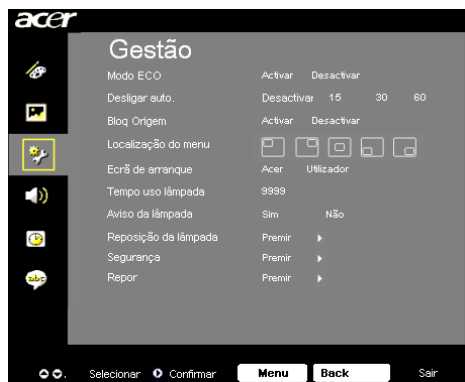 acer
Gestão
Modo ECO Activar Desactivar
Desligar auto. Desactivar 15 30 60
Bloq Origem Activar Desactivar
Localização do menu
Ecrã de arranque Acer Utilizador
Tempo uso lâmpada 9999
Aviso da lâmpada Sim Não
Reposição da lâmpada Premir
Segurança Premir
Repor Premir
abc
Selecionar Confirmar Menu Back Sair